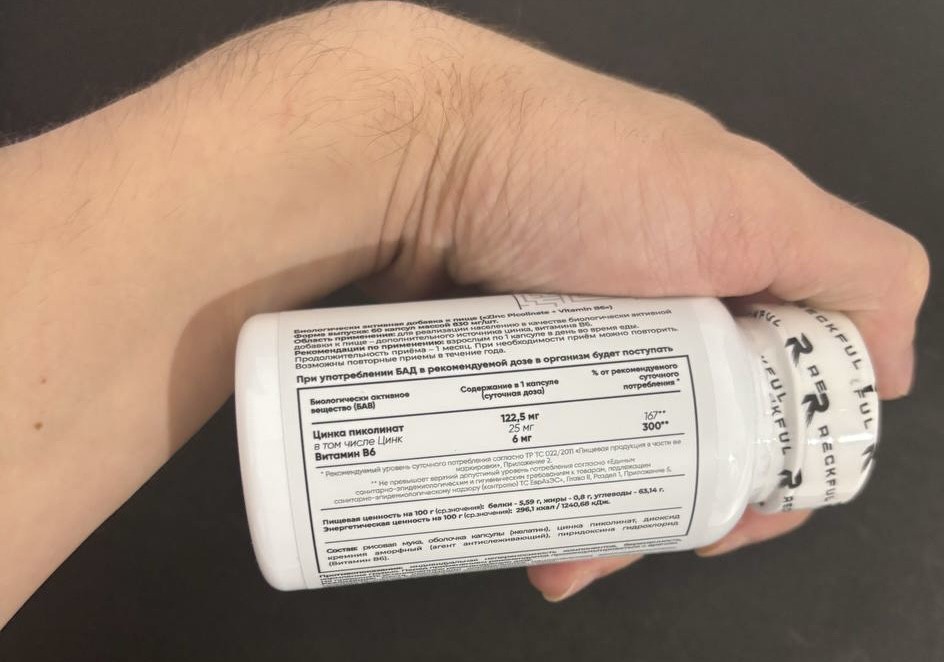 Биологически активная добавка к пище («Zinc Picolinate + Vitamin B6»)
Форма выпуска: 60 капсул массой 630 мг/шт.
Область применения: для реализации населению в качестве биологически активной
добавки к пище – дополнительного источника цинка, витамина B6.
Рекомендации по применению: взрослым по 1 капсуле в день во время еды.
Продолжительность приёма - 1 месяц. При необходимости приём можно повторить.
Возможны повторные приемы в течение года.
При употреблении БАД в рекомендуемой дозе в организм будет поступать
Биологически активное вещество (БАВ) Содержание в 1 капсуле (суточная доза) % от рекомендуемого суточного потребления *
Цинка пиколинат 122,5 мг
в том числе Цинк 25 мг 167**
Витамин B6 6 мг 300**
* Рекомендуемый уровень суточного потребления согласно ТР ТС 022/2011 «Пищевая продукция в части ее
маркировки», Приложение 2.
** Не превышает верхний допустимый уровень потребления согласно «Единым
санитарно-эпидемиологическим и гигиеническим требованиям к товарам, подлежащим
санитарно-эпидемиологическому надзору (контролю) ТС ЕврАзЭС», Глава II, Раздел 1, Приложение 5.
Пищевая ценность на 100 г (ср.значения): белки - 5,59 г, жиры - 0,8 г, углеводы - 63,14 г.
Энергетическая ценность на 100 г (ср.значения): 296,1 ккал / 1240,68 кДж.
Состав: рисовая мука, оболочка капсулы (желатин), цинка пиколинат, диоксид
кремния аморфный (агент антислеживающий), пиридоксина гидрохлорид
(Витамин B6).
Противопоказания: индивидуальная непереносимость компонентов, беременность,
RECKFUL
RECKFUL
RECKFUL